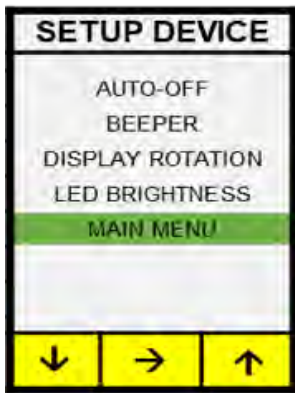 SETUP DEVICE
AUTO-OFF
BEEPER
DISPLAY ROTATION
LED BRIGHTNESS
MAIN MENU
↓ → ↑